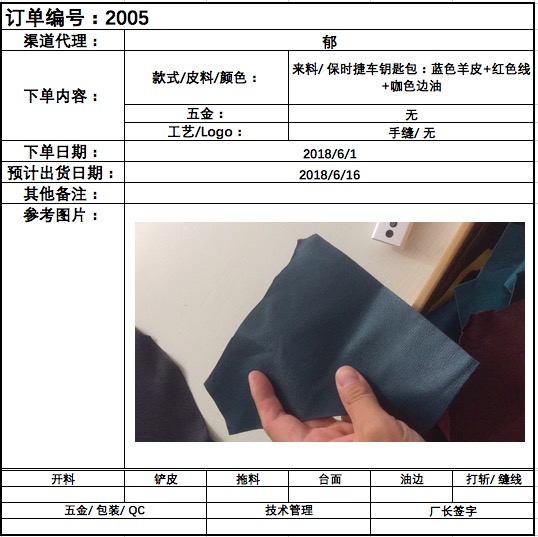 订单编号：2005
渠道代理： 郁
下单内容：
款式/皮料/颜色： 来料/ 保时捷车钥匙包：蓝色羊皮+红色线
+咖色边油
五金： 无
工艺/Logo： 手缝/ 无
下单日期： 2018/6/1
预计出货日期： 2018/6/16
其他备注：
参考图片：
开料 铲皮 拖料 台面 油边 打斩/ 缝线
五金/ 包装/ QC 技术管理 厂长签字